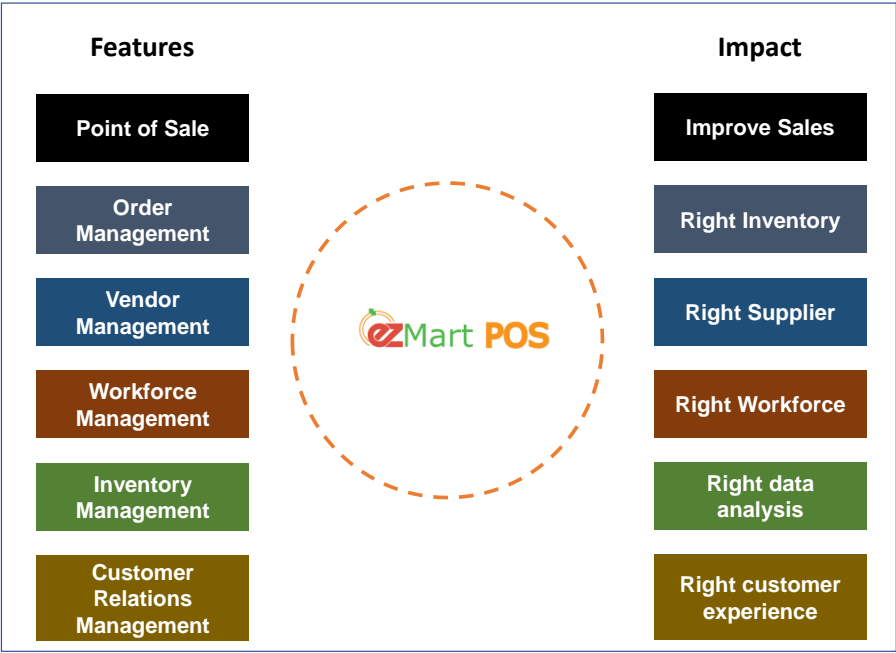 Features
Impact
Point of Sale
Improve Sales
Order
Management
Right Inventory
Vendor
Management
Right Supplier
ezMart POS
Workforce
Management
Right Workforce
Inventory
Management
Right data
analysis
Customer
Relations
Management
Right customer
experience